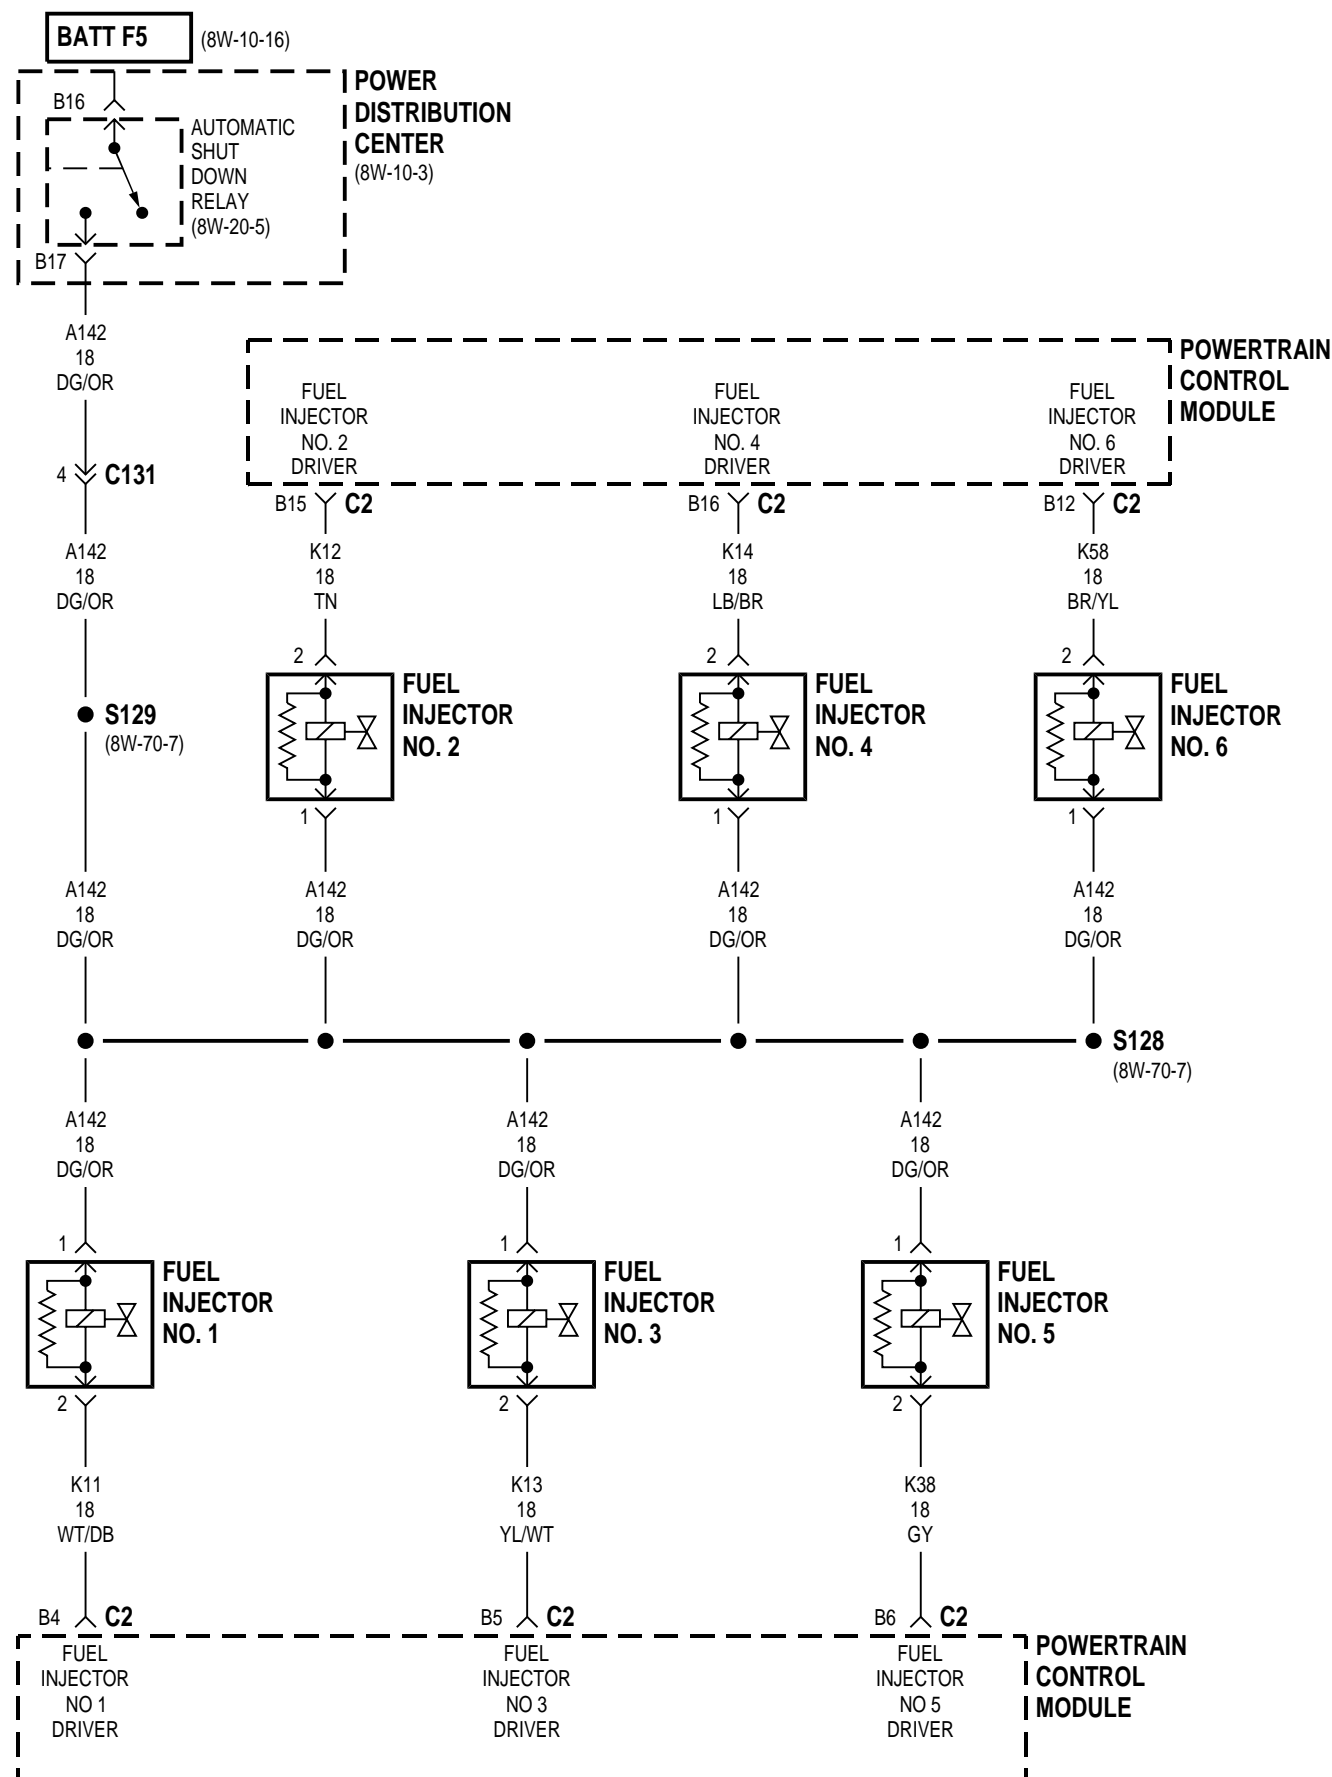 BATT F5
(8W-10-16)
POWER
DISTRIBUTION
CENTER
(8W-10-3)
B16
AUTOMATIC
SHUT
DOWN
RELAY
(8W-20-5)
B17
A142
18
DG/OR
4
C131
A142
18
DG/OR
S129
(8W-70-7)
A142
18
DG/OR
POWERTRAIN
CONTROL
MODULE
FUEL
INJECTOR
NO. 2
DRIVER
B15
C2
K12
18
TN
2
FUEL
INJECTOR
NO. 2
1
A142
18
DG/OR
FUEL
INJECTOR
NO. 4
DRIVER
B16
C2
K14
18
LB/BR
2
FUEL
INJECTOR
NO. 4
1
A142
18
DG/OR
FUEL
INJECTOR
NO. 6
DRIVER
B12
C2
K58
18
BR/YL
2
FUEL
INJECTOR
NO. 6
1
A142
18
DG/OR
S128
(8W-70-7)
A142
18
DG/OR
1
FUEL
INJECTOR
NO. 1
2
K11
18
WT/DB
B4
C2
FUEL
INJECTOR
NO 1
DRIVER
A142
18
DG/OR
1
FUEL
INJECTOR
NO. 3
2
K13
18
YL/WT
B5
C2
FUEL
INJECTOR
NO 3
DRIVER
A142
18
DG/OR
1
FUEL
INJECTOR
NO. 5
2
K38
18
GY
B6
C2
FUEL
INJECTOR
NO 5
DRIVER
POWERTRAIN
CONTROL
MODULE